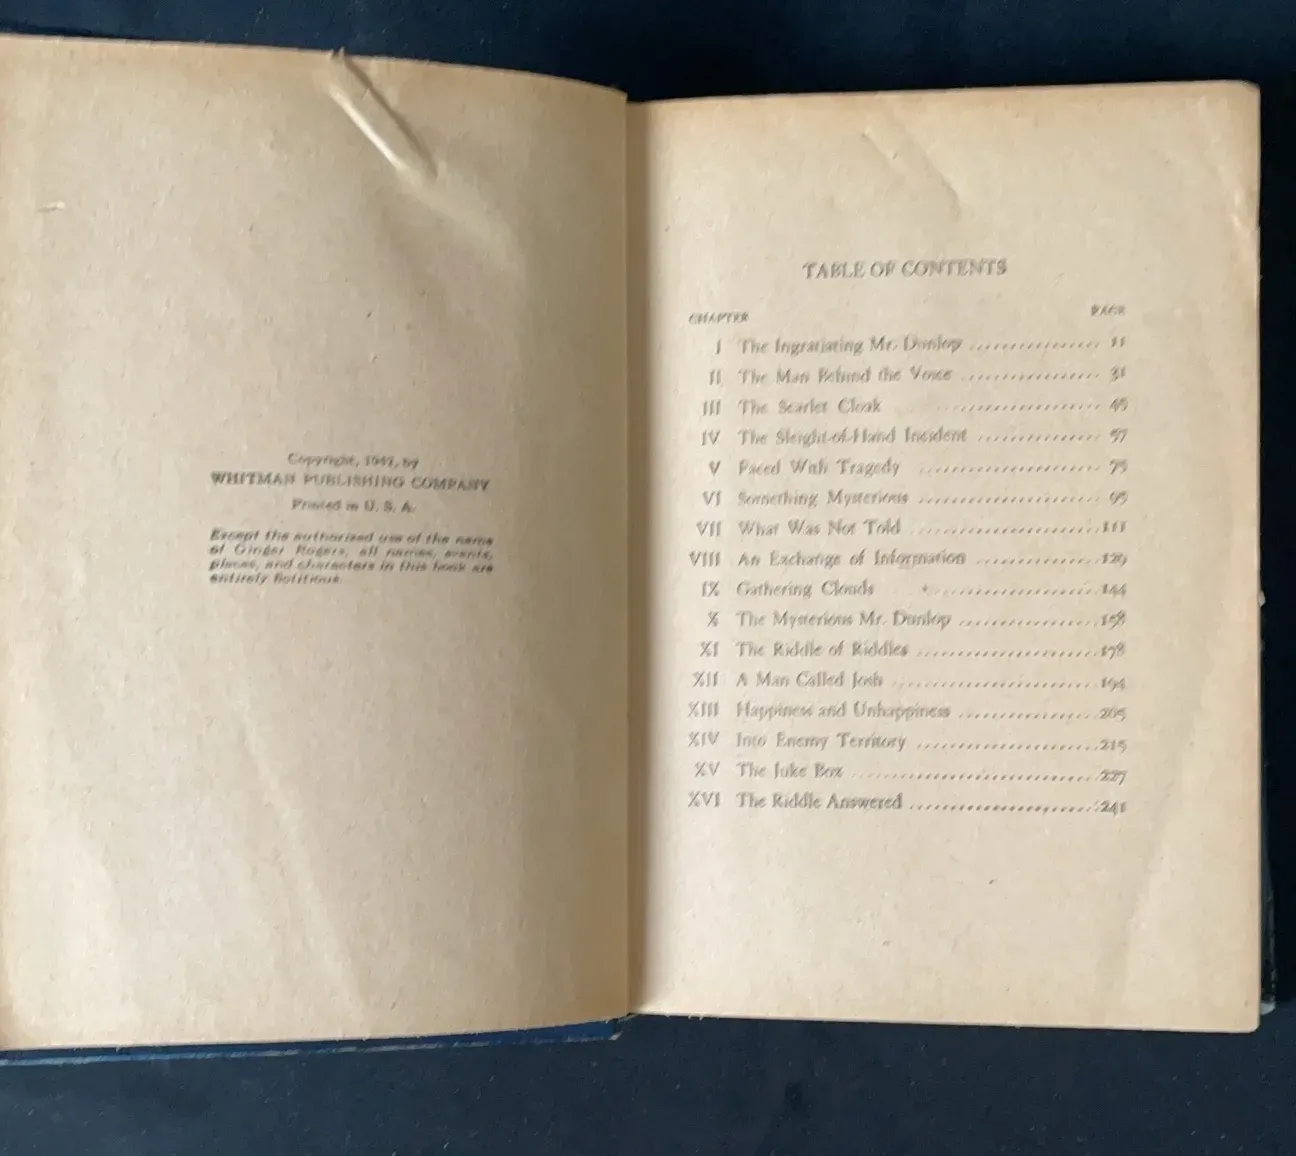 Copyright, 1942, by
WHITMAN PUBLISHING COMPANY
Printed in U. S. A.
Except the authorized use of the name
of Ginger Rogers, all names, events,
places, and characters in this book are
entirely fictitious.
TABLE OF CONTENTS
CHAPTER PAGE
I The Ingratiating Mr. Dunlop 11
II The Man Behind the Voice 31
III The Scarlet Cloak 45
IV The Sleight-of-Hand Incident 57
V Faced With Tragedy 75
VI Something Mysterious 95
VII What Was Not Told 111
VIII An Exchange of Information 129
IX Gathering Clouds 144
X The Mysterious Mr. Dunlop 158
XI The Riddle of Riddles 178
XII A Man Called Josh 194
XIII Happiness and Unhappiness 205
XIV Into Enemy Territory 215
XV The Juke Box 227
XVI The Riddle Answered 241